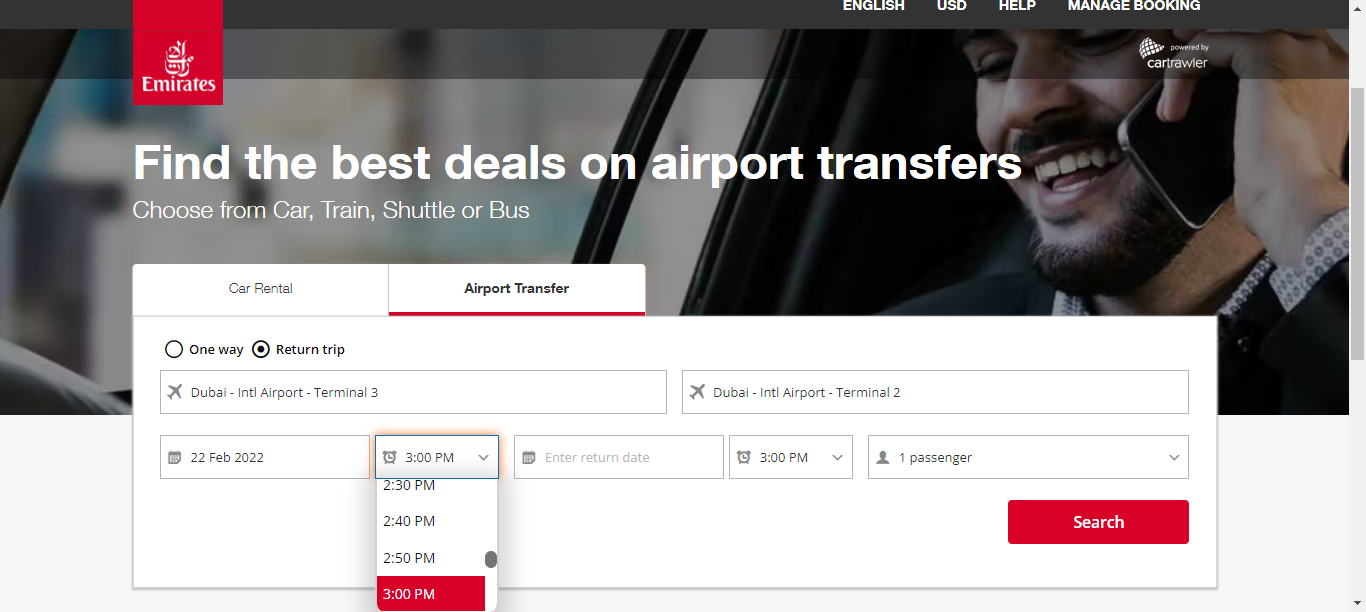 ENGLISH USD HELP MANAGE BOOKING
Emirates
powered by
cartrawler
Find the best deals on airport transfers
Choose from Car, Train, Shuttle or Bus
Car Rental Airport Transfer
One way Return trip
Dubai - Intl Airport - Terminal 3 Dubai - Intl Airport - Terminal 2
22 Feb 2022 3:00 PM Enter return date 3:00 PM 1 passenger
2:30 PM
2:40 PM
Search
2:50 PM
3:00 PM